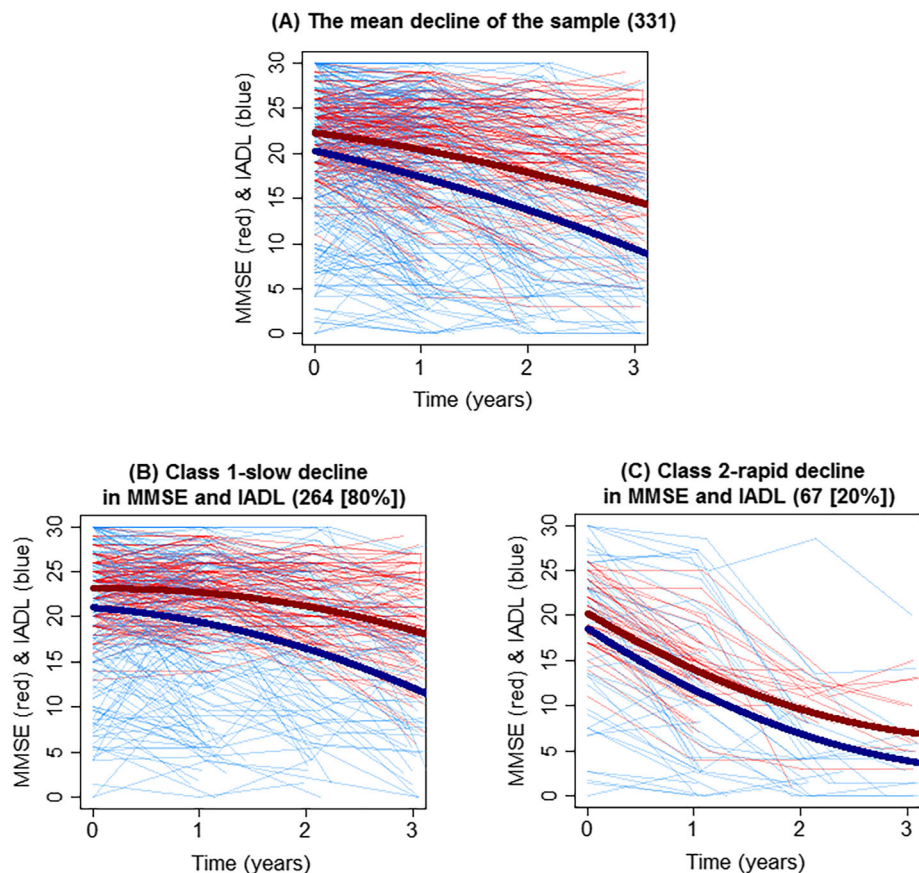 (A) The mean decline of the sample (331)
MMSE (red) & IADL (blue)
30
25
20
15
10
5
0
0 1 2 3
Time (years)
(B) Class 1-slow decline
in MMSE and IADL (264 [80%])
MMSE (red) & IADL (blue)
30
25
20
15
10
5
0
0 1 2 3
Time (years)
(C) Class 2-rapid decline
in MMSE and IADL (67 [20%])
MMSE (red) & IADL (blue)
30
25
20
15
10
5
0
0 1 2 3
Time (years)